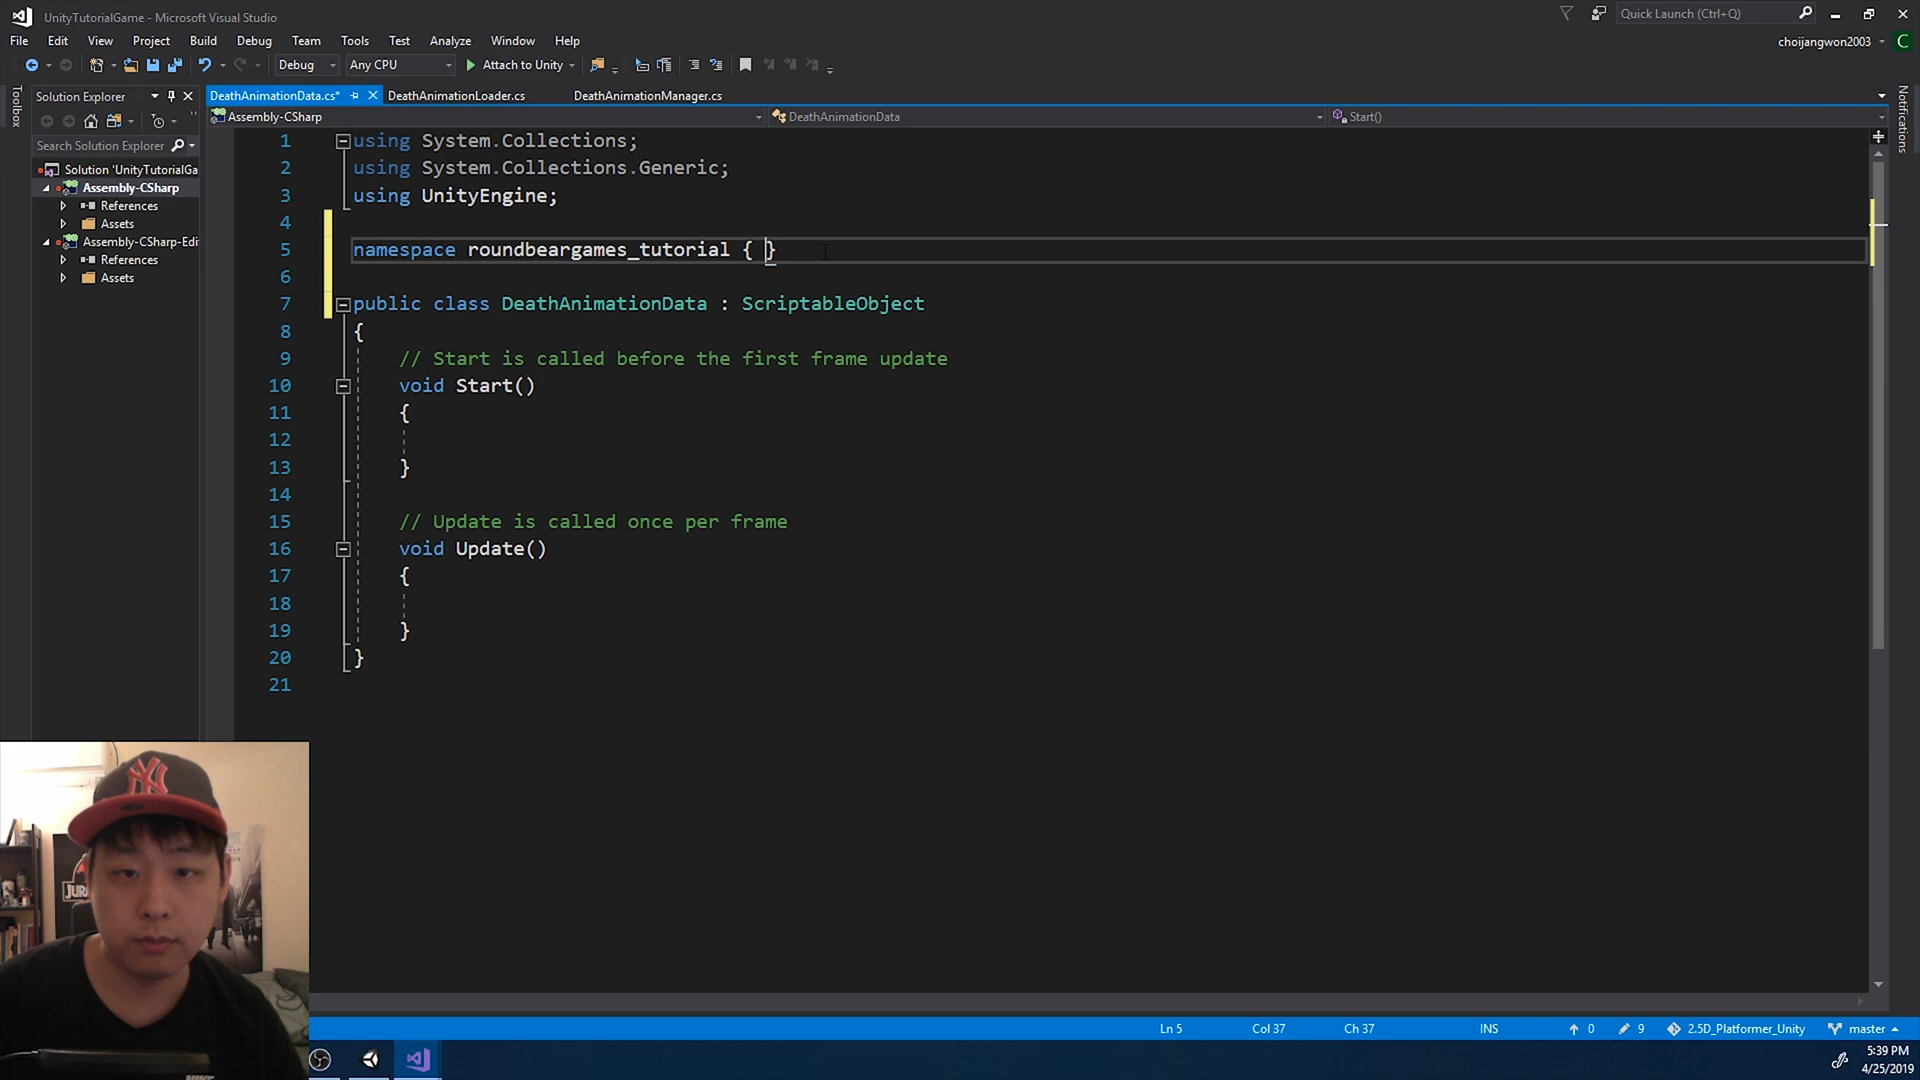 UnityTutorialGame - Microsoft Visual Studio
Quick Launch (Ctrl+Q)
File Edit View Project Build Debug Team Tools Test Analyze Window Help
choijangwon2003 C
Debug Any CPU Attach to Unity
Toolbox
Solution Explorer
DeathAnimationData.cs* DeathAnimationLoader.cs DeathAnimationManager.cs
Notifications
Assembly-CSharp DeathAnimationData Start()
Search Solution Explorer
Solution 'UnityTutorialGa
Assembly-CSharp
References
Assets
Assembly-CSharp-Edi
References
Assets
1 using System.Collections;
2 using System.Collections.Generic;
3 using UnityEngine;
4
5 namespace roundbeargames_tutorial { }
6
7 public class DeathAnimationData : ScriptableObject
8 {
9 // Start is called before the first frame update
10 void Start()
11 {
12
13 }
14
15 // Update is called once per frame
16 void Update()
17 {
18
19 }
20 }
21
NY
JUR
Ln 5 Col 37 Ch 37 INS 0 9 2.5D_Platformer_Unity master
5:39 PM
4/25/2019